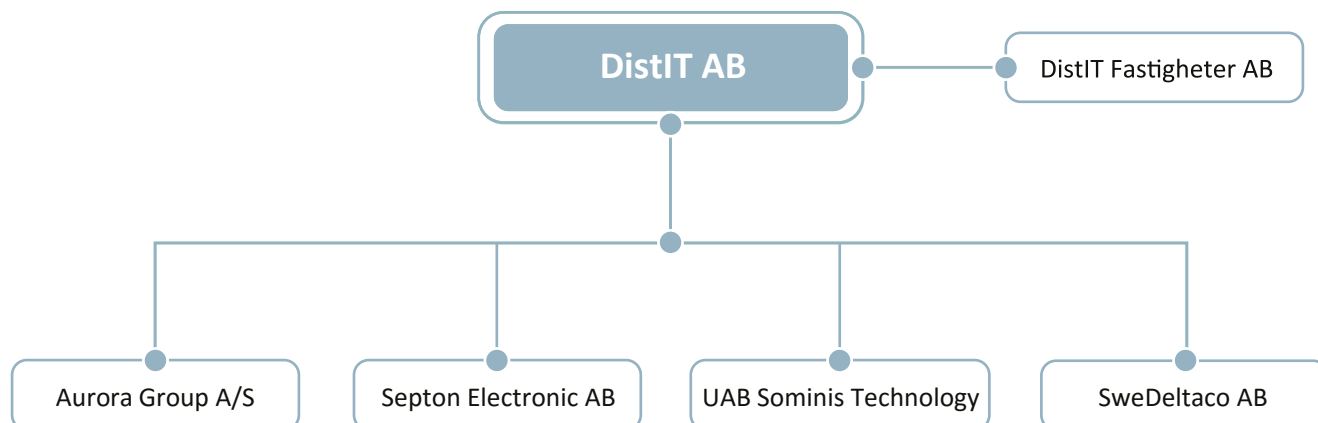 DistIT AB
DistIT Fastigheter AB
Aurora Group A/S
Septon Electronic AB
UAB Sominis Technology
SweDeltaco AB